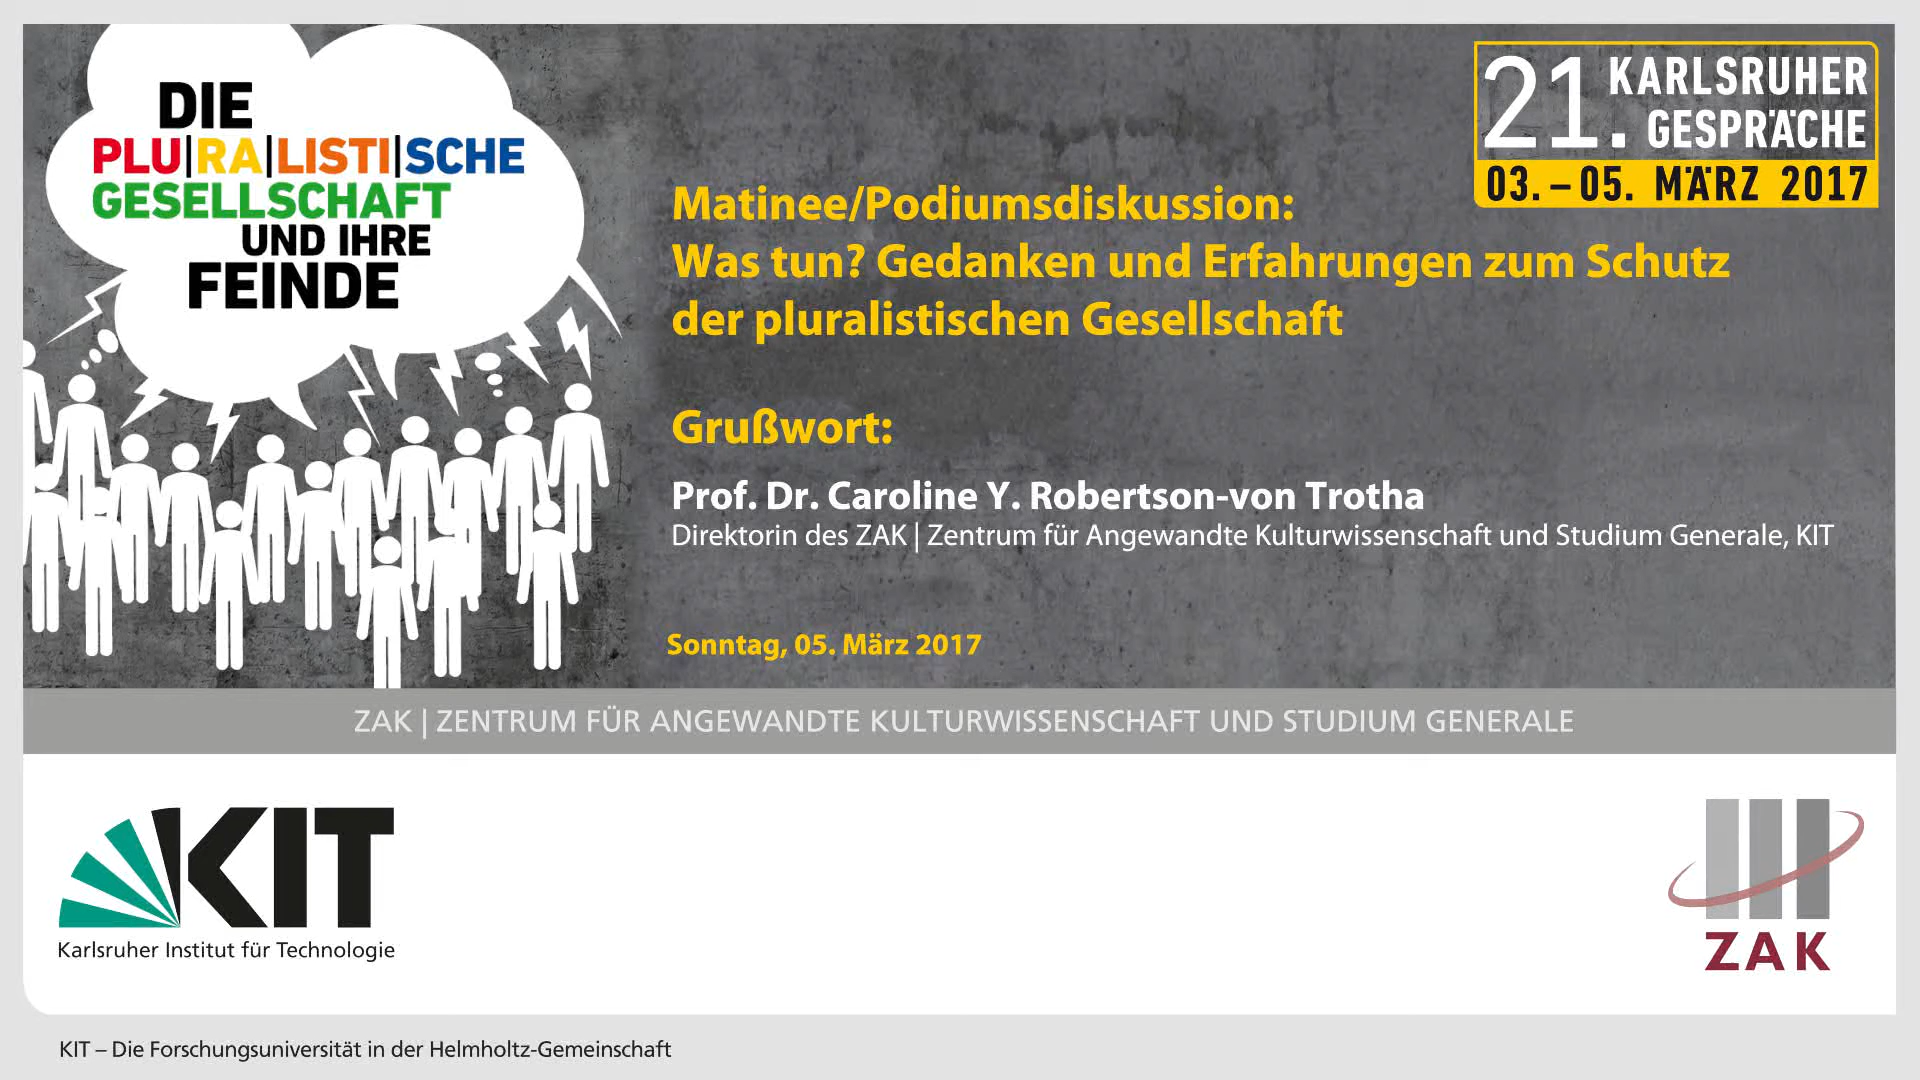 DIE
PLU|RA|LISTI|SCHE
GESELLSCHAFT
UND IHRE
FEINDE
21. KARLSRUHER
GESPRÄCHE
03. – 05. MÄRZ 2017
Matinee/Podiumsdiskussion:
Was tun? Gedanken und Erfahrungen zum Schutz
der pluralistischen Gesellschaft
Grußwort:
Prof. Dr. Caroline Y. Robertson-von Trotha
Direktorin des ZAK | Zentrum für Angewandte Kulturwissenschaft und Studium Generale, KIT
Sonntag, 05. März 2017
ZAK | ZENTRUM FÜR ANGEWANDTE KULTURWISSENSCHAFT UND STUDIUM GENERALE
KIT
Karlsruher Institut für Technologie
ZAK
KIT – Die Forschungsuniversität in der Helmholtz-Gemeinschaft